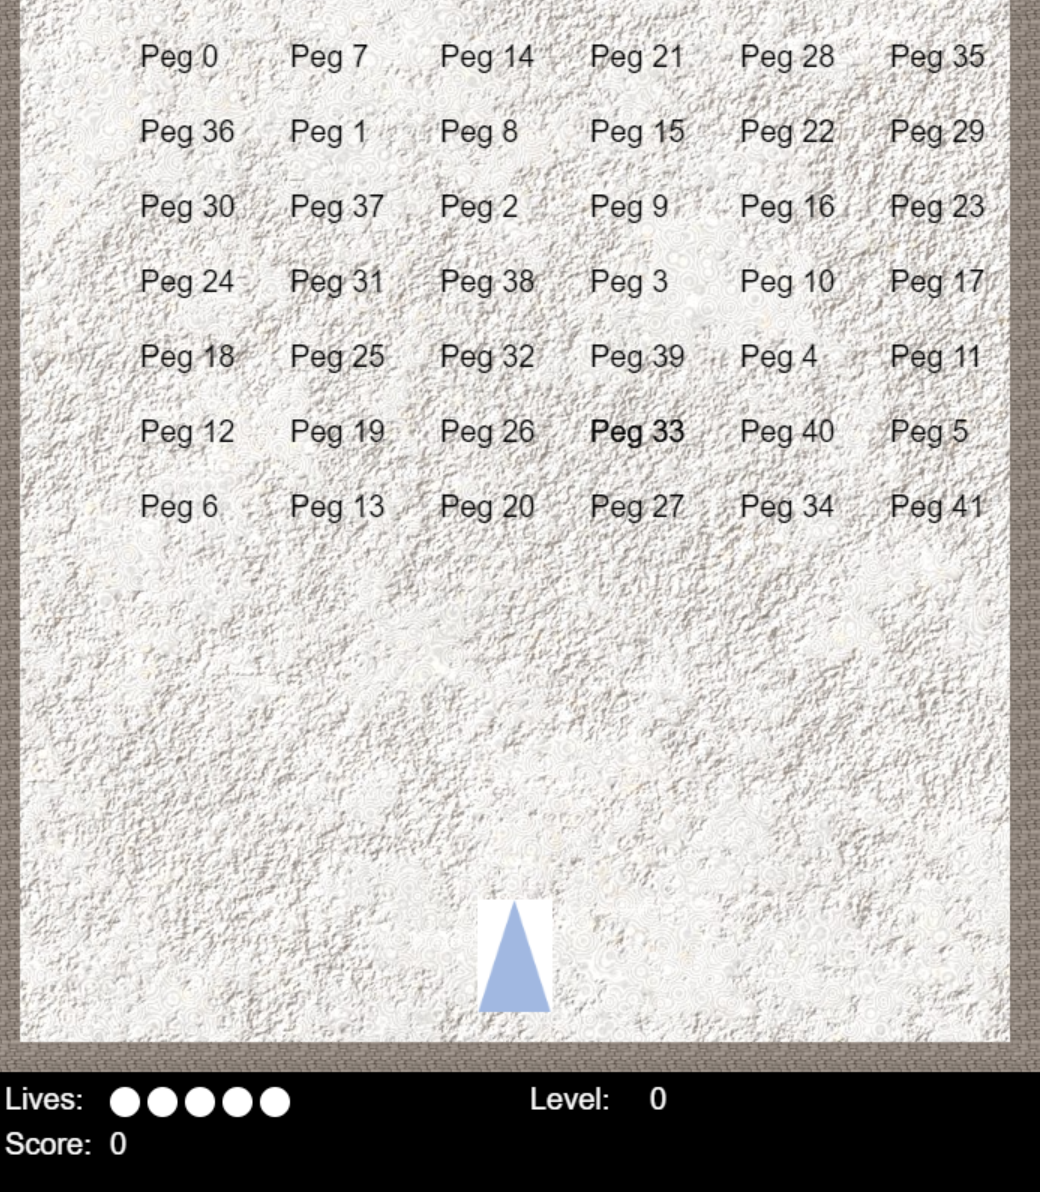 Peg 0 Peg 7 Peg 14 Peg 21 Peg 28 Peg 35
Peg 36 Peg 1 Peg 8 Peg 15 Peg 22 Peg 29
Peg 30 Peg 37 Peg 2 Peg 9 Peg 16 Peg 23
Peg 24 Peg 31 Peg 38 Peg 3 Peg 10 Peg 17
Peg 18 Peg 25 Peg 32 Peg 39 Peg 4 Peg 11
Peg 12 Peg 19 Peg 26 Peg 33 Peg 40 Peg 5
Peg 6 Peg 13 Peg 20 Peg 27 Peg 34 Peg 41
Lives: Level: 0
Score: 0